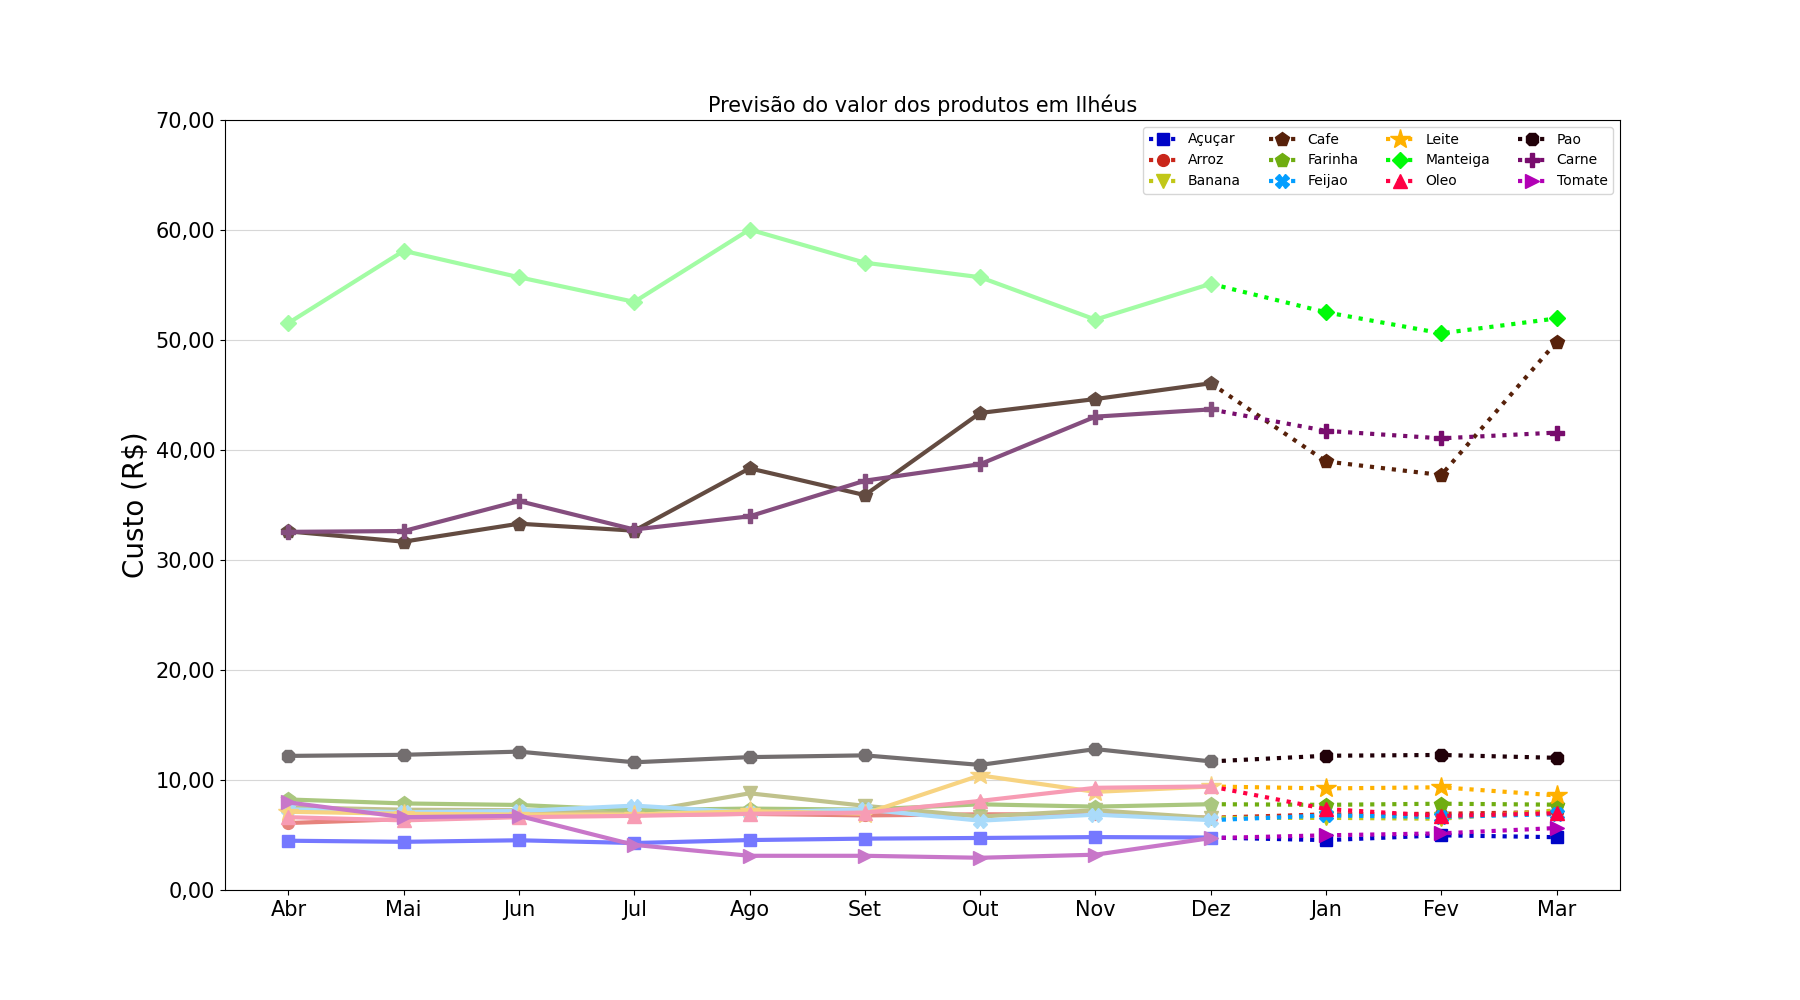 Previsão do valor dos produtos em Ilhéus
70,00
60,00
50,00
40,00
30,00
20,00
10,00
0,00
Custo (R$)
Açuçar Cafe Leite Pao
Arroz Farinha Manteiga Carne
Banana Feijao Oleo Tomate
Abr Mai Jun Jul Ago Set Out Nov Dez Jan Fev Mar